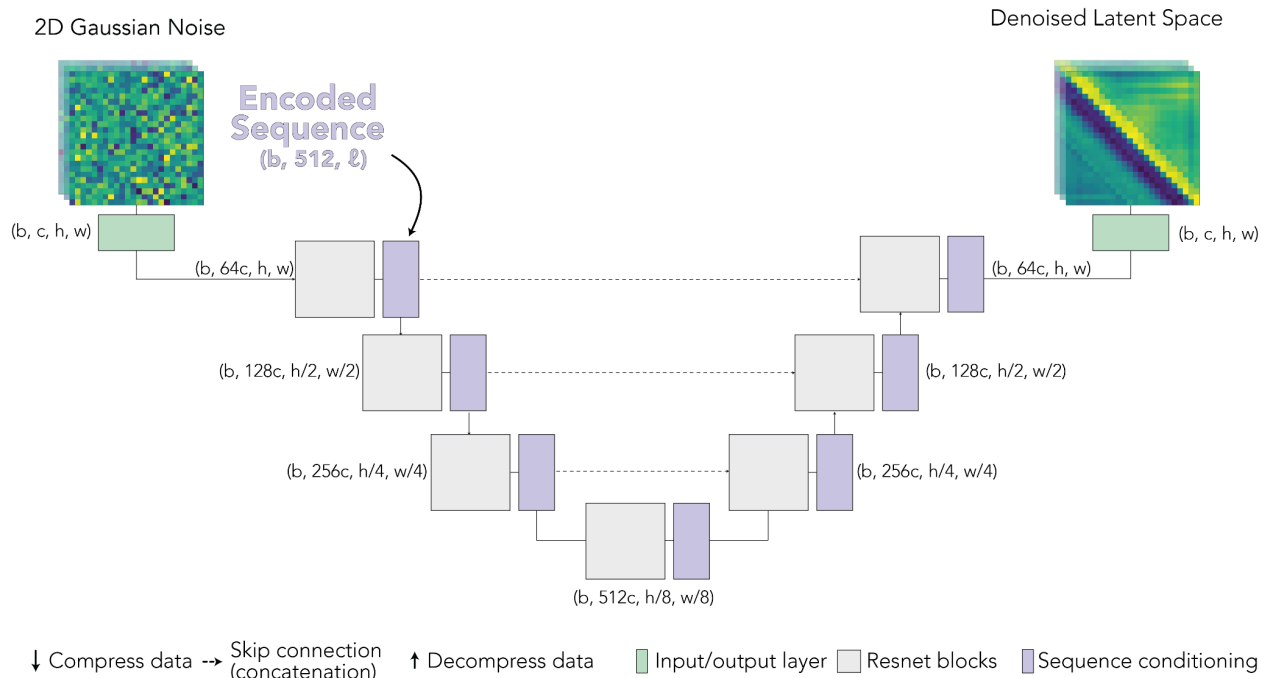 2D Gaussian Noise
Denoised Latent Space
Encoded
Sequence
(b, 512, ℓ)
(b, c, h, w)
(b, c, h, w)
(b, 64c, h, w)
(b, 64c, h, w)
(b, 128c, h/2, w/2)
(b, 128c, h/2, w/2)
(b, 256c, h/4, w/4)
(b, 256c, h/4, w/4)
(b, 512c, h/8, w/8)
Compress data
Skip connection
(concatenation)
Decompress data
Input/output layer
Resnet blocks
Sequence conditioning